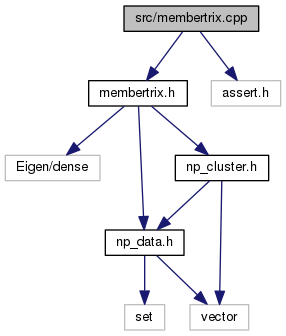 src/membertrix.cpp
membertrix.h
assert.h
Eigen/dense
np_cluster.h
np_data.h
set
vector